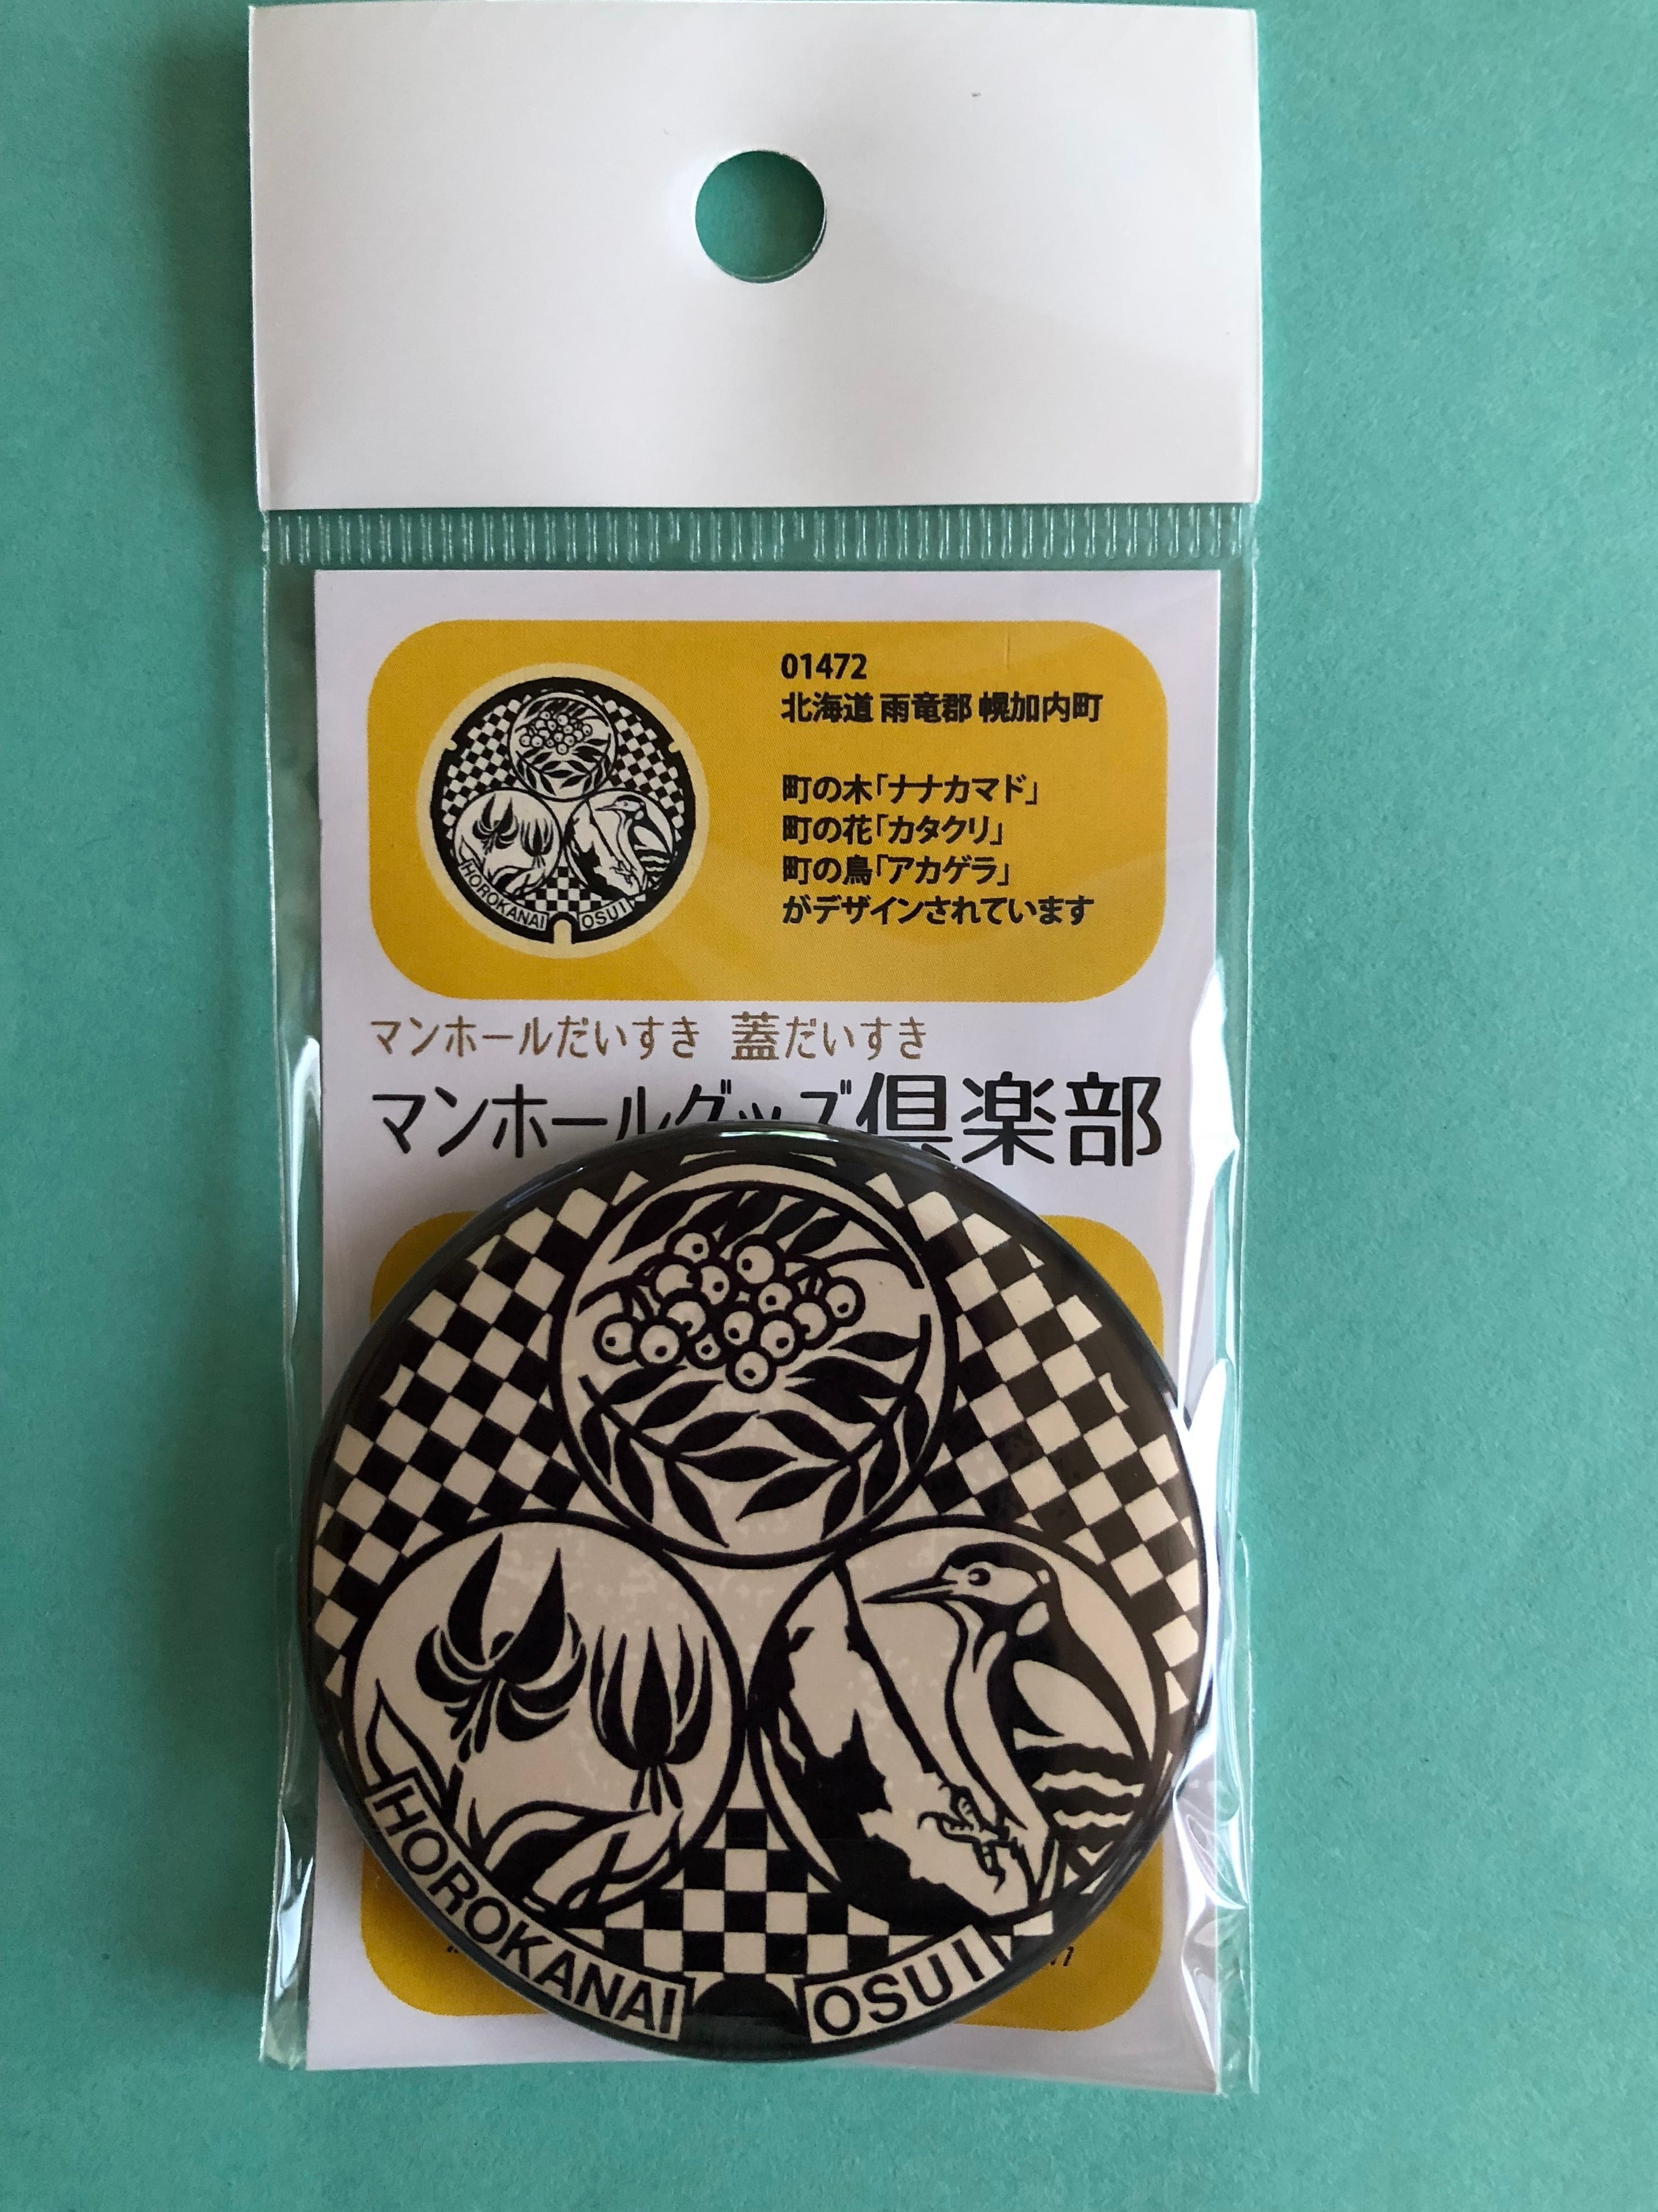 01472
北海道 雨竜郡 幌加内町
町の木「ナナカマド」
町の花「カタクリ」
町の鳥「アカゲラ」
がデザインされています
HOROKANAI OSUI
マンホールだいすき 蓋だいすき
マンホールグッズ倶楽部
HOROKANAI OSUI